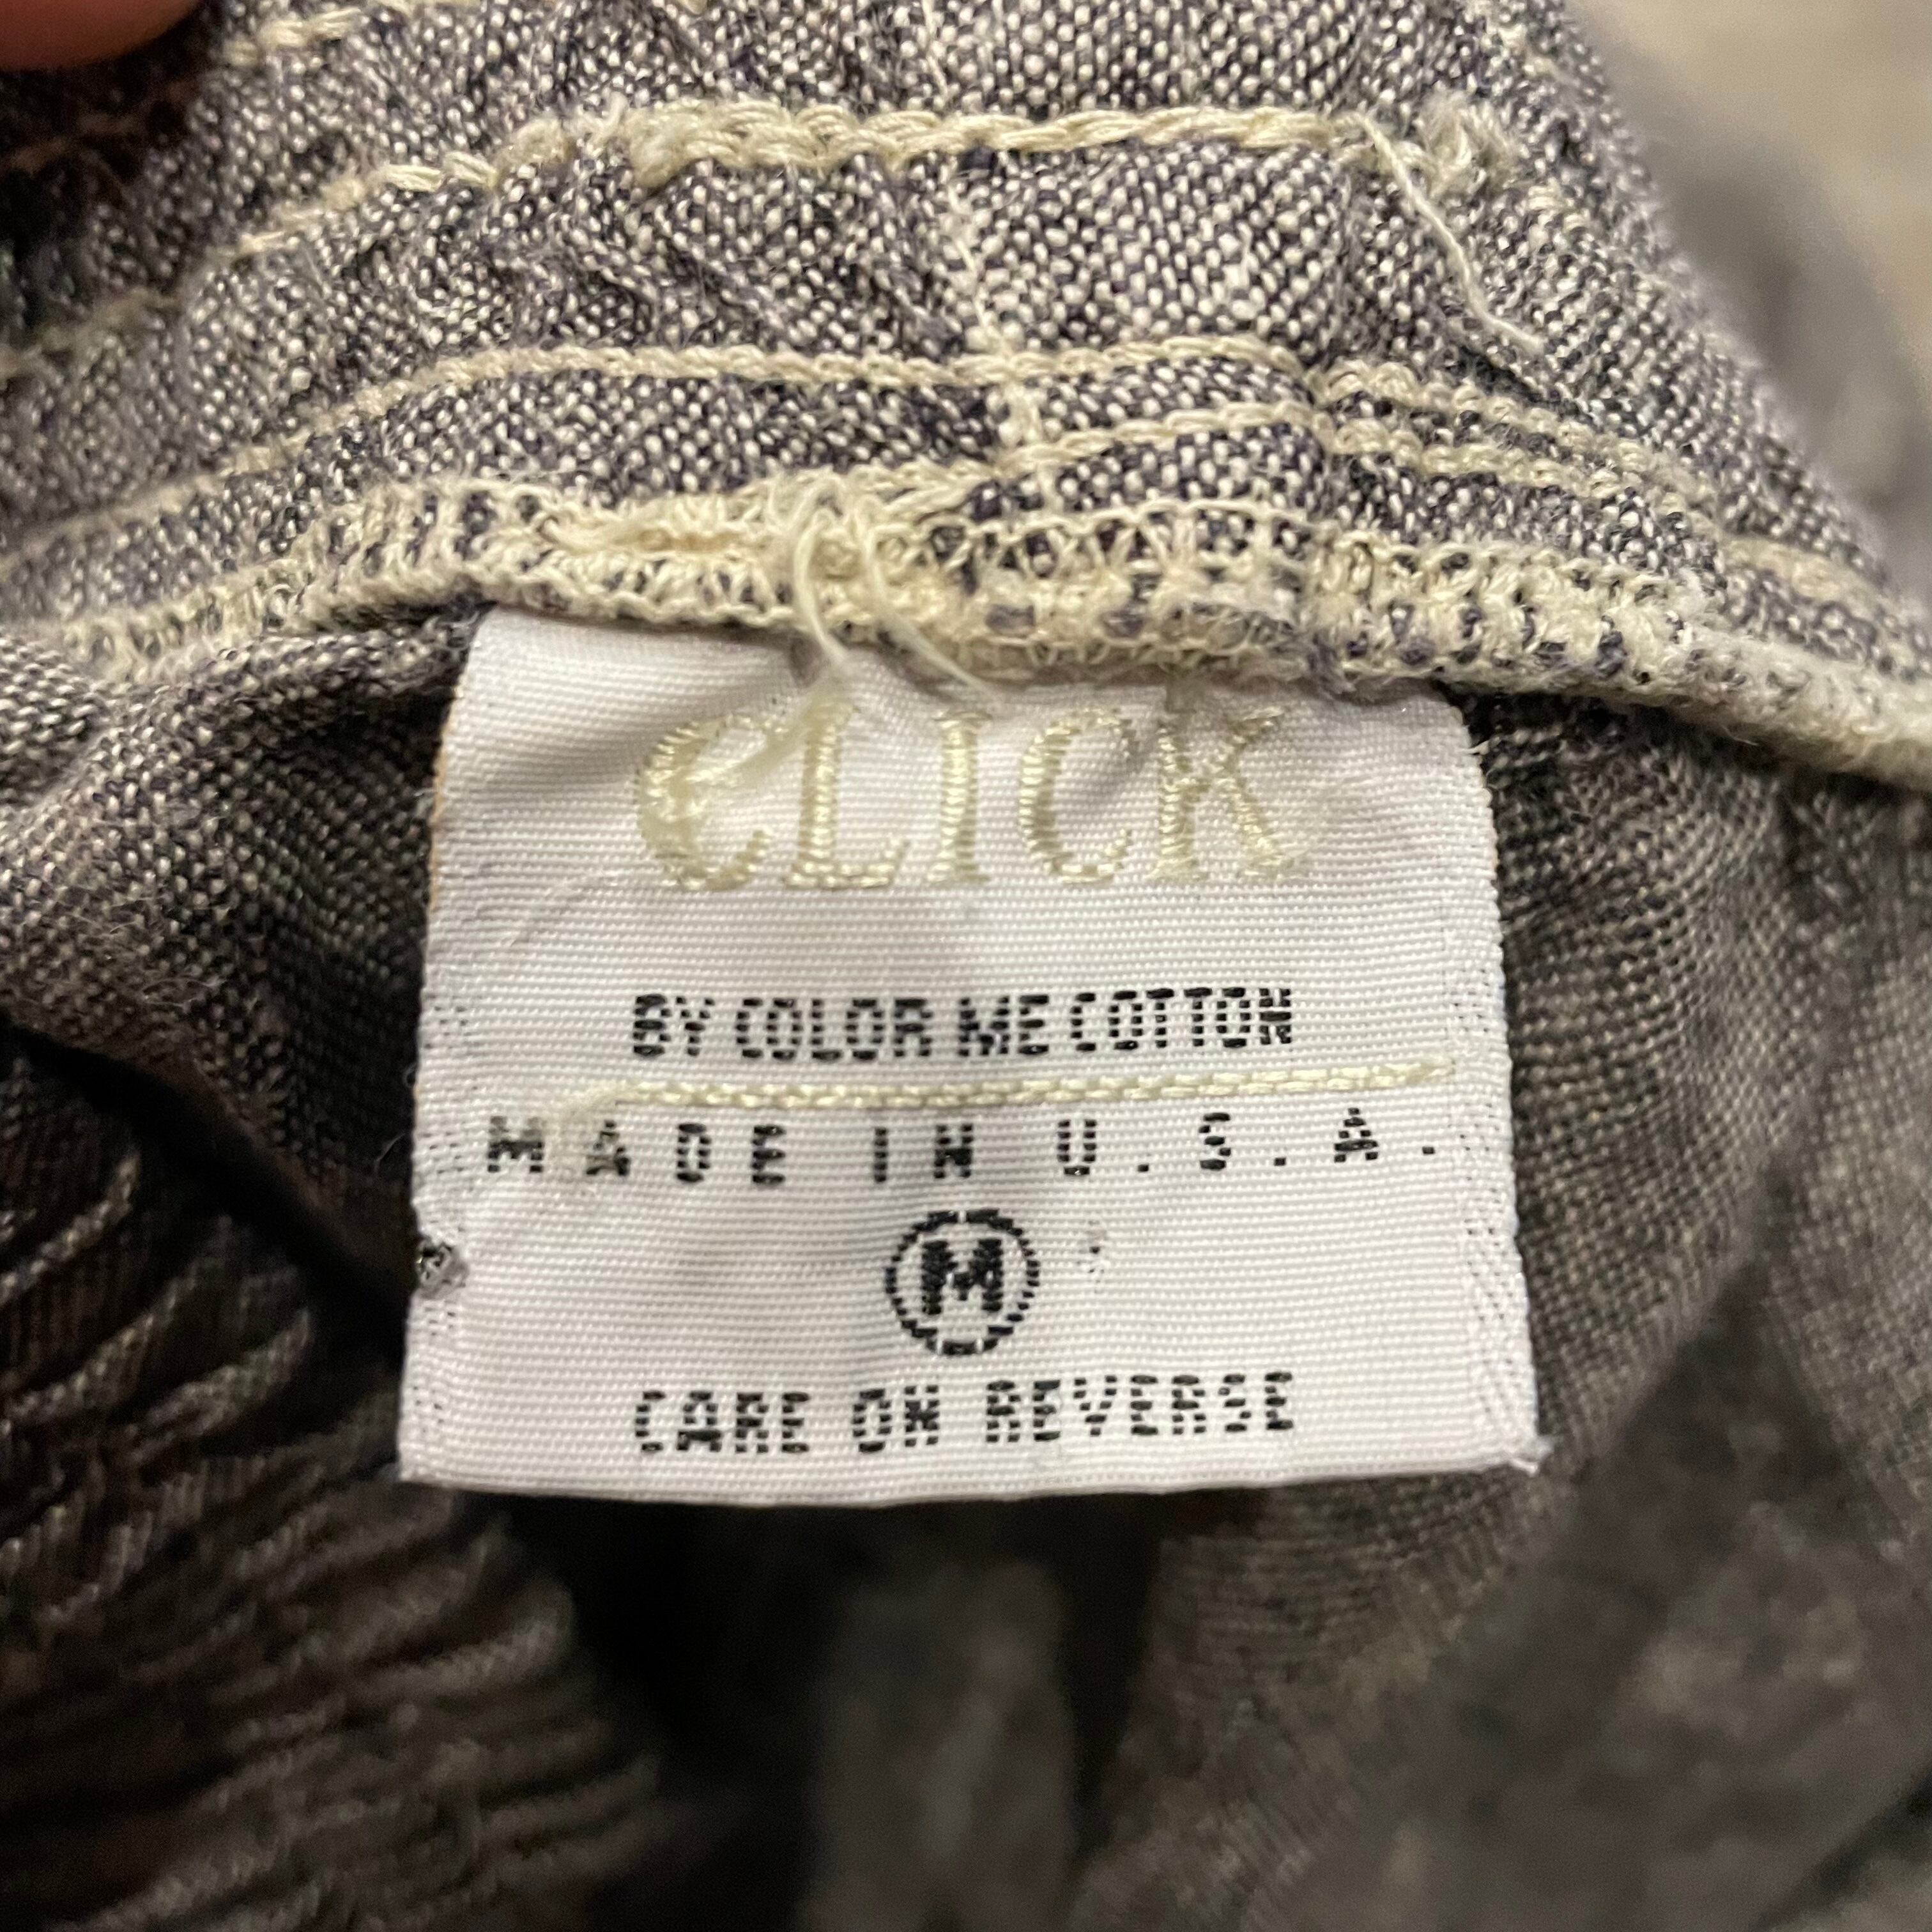 CLICK
BY COLOR ME COTTON
MADE IN U.S.A.
M
CARE ON REVERSE